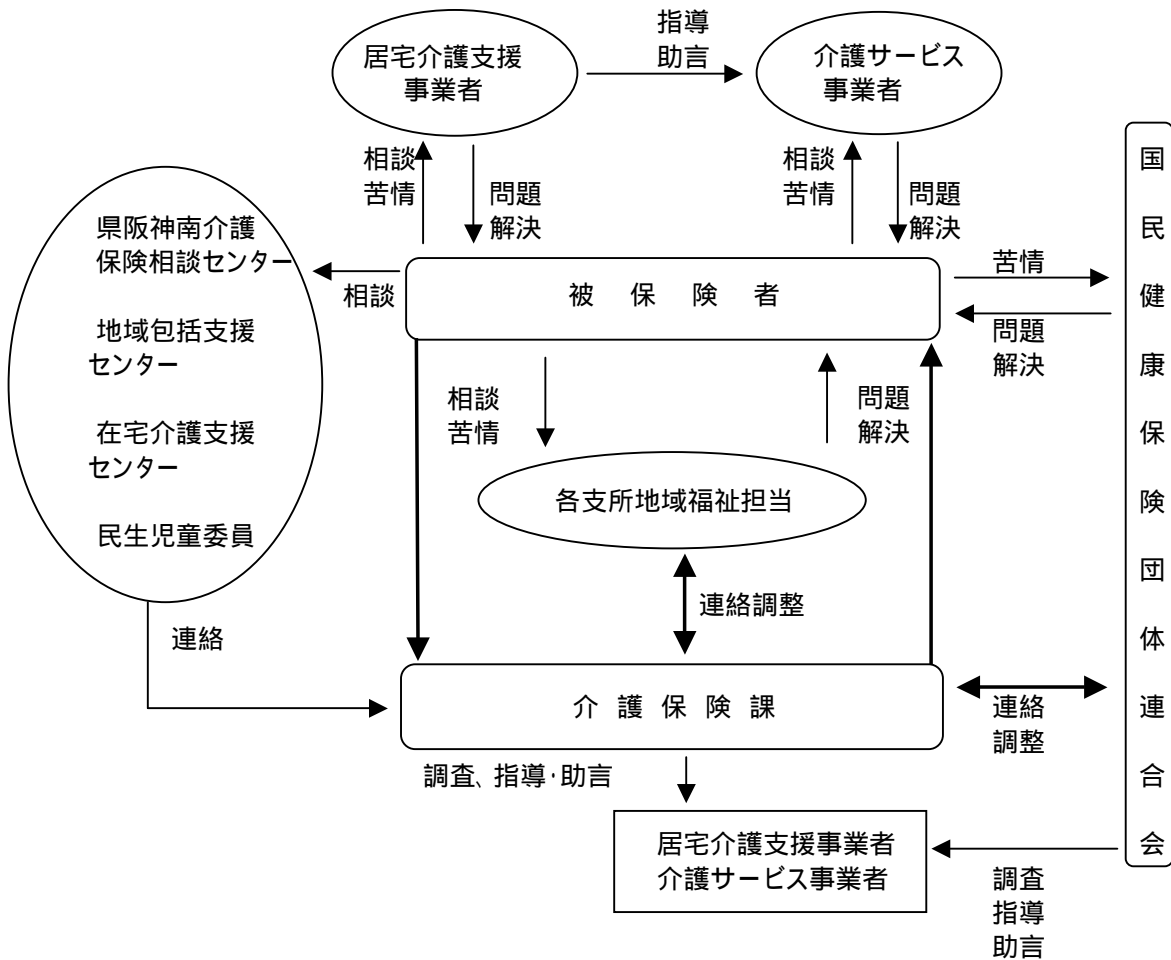 指導
助言
居宅介護支援
事業者
介護サービス
事業者
相談
苦情
問題
解決
相談
苦情
問題
解決
国民健康保険団体連合会
県阪神南介護
保険相談センター
地域包括支援
センター
在宅介護支援
センター
民生児童委員
相談
被保険者
苦情
問題
解決
相談
苦情
問題
解決
各支所地域福祉担当
連絡調整
連絡
介護保険課
連絡
調整
調査、指導・助言
居宅介護支援事業者
介護サービス事業者
調査
指導
助言